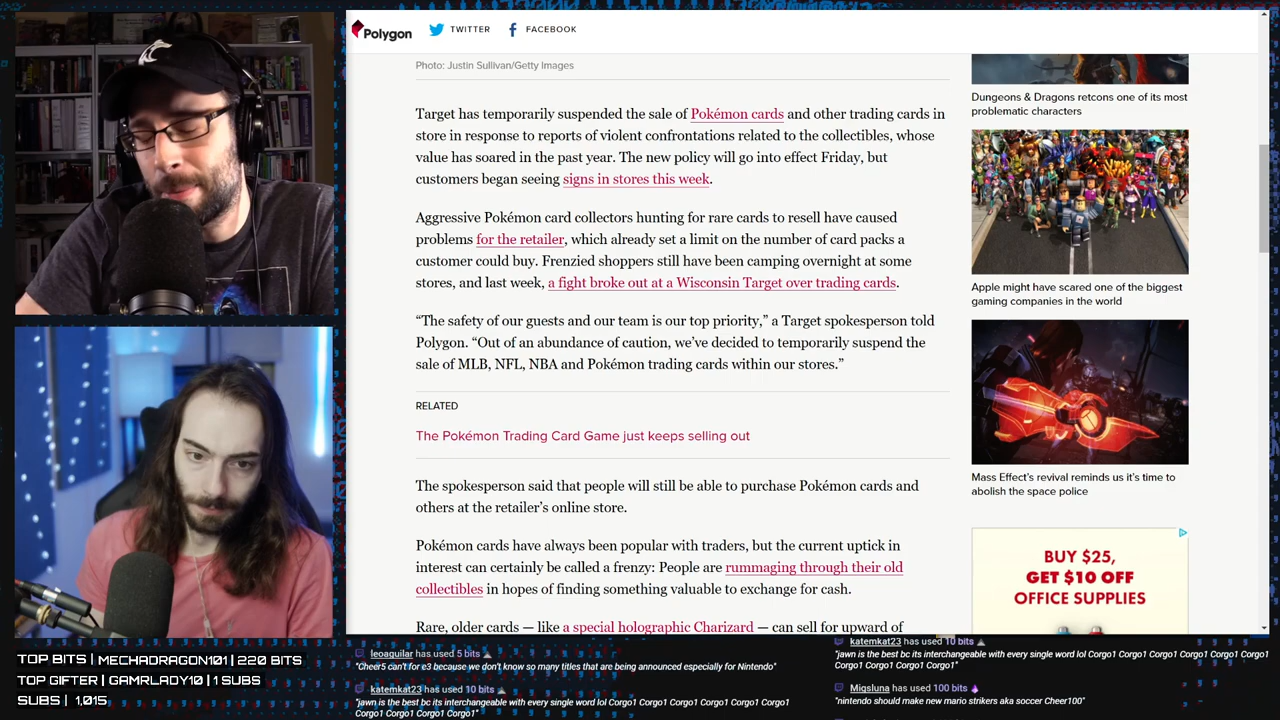 Polygon
TWITTER
FACEBOOK
Photo: Justin Sullivan/Getty Images
Target has temporarily suspended the sale of Pokémon cards and other trading cards in
store in response to reports of violent confrontations related to the collectibles, whose
value has soared in the past year. The new policy will go into effect Friday, but
customers began seeing signs in stores this week.
Aggressive Pokémon card collectors hunting for rare cards to resell have caused
problems for the retailer, which already set a limit on the number of card packs a
customer could buy. Frenzied shoppers still have been camping overnight at some
stores, and last week, a fight broke out at a Wisconsin Target over trading cards.
“The safety of our guests and our team is our top priority,” a Target spokesperson told
Polygon. “Out of an abundance of caution, we’ve decided to temporarily suspend the
sale of MLB, NFL, NBA and Pokémon trading cards within our stores.”
RELATED
The Pokémon Trading Card Game just keeps selling out
The spokesperson said that people will still be able to purchase Pokémon cards and
others at the retailer’s online store.
Pokémon cards have always been popular with traders, but the current uptick in
interest can certainly be called a frenzy: People are rummaging through their old
collectibles in hopes of finding something valuable to exchange for cash.
Rare, older cards — like a special holographic Charizard — can sell for upward of
Dungeons & Dragons retcons one of its most
problematic characters
Apple might have scared one of the biggest
gaming companies in the world
Mass Effect’s revival reminds us it’s time to
abolish the space police
BUY $25,
GET $10 OFF
OFFICE SUPPLIES
TOP BITS | MECHADRAGON101 | 220 BITS
TOP GIFTER | GAMRLADY10 | 1 SUBS
SUBS | 1,015
leoaguilar has used 5 bits
"Cheer5 can't for e3 because we don't know so many titles that are being announced especially for Nintendo"
katemkat23 has used 10 bits
"jawn is the best bc its interchangeable with every single word lol Corgo1 Corgo1 Corgo1 Corgo1 Corgo1 Corgo1
Corgo1 Corgo1 Corgo1 Corgo1"
katemkat23 has used 10 bits
"jawn is the best bc its interchangeable with every single word lol Corgo1 Corgo1 Corgo1 Corgo1 Corgo1 Corgo1
Corgo1 Corgo1 Corgo1 Corgo1"
Migsluna has used 100 bits
"nintendo should make new mario strikers aka soccer Cheer100"